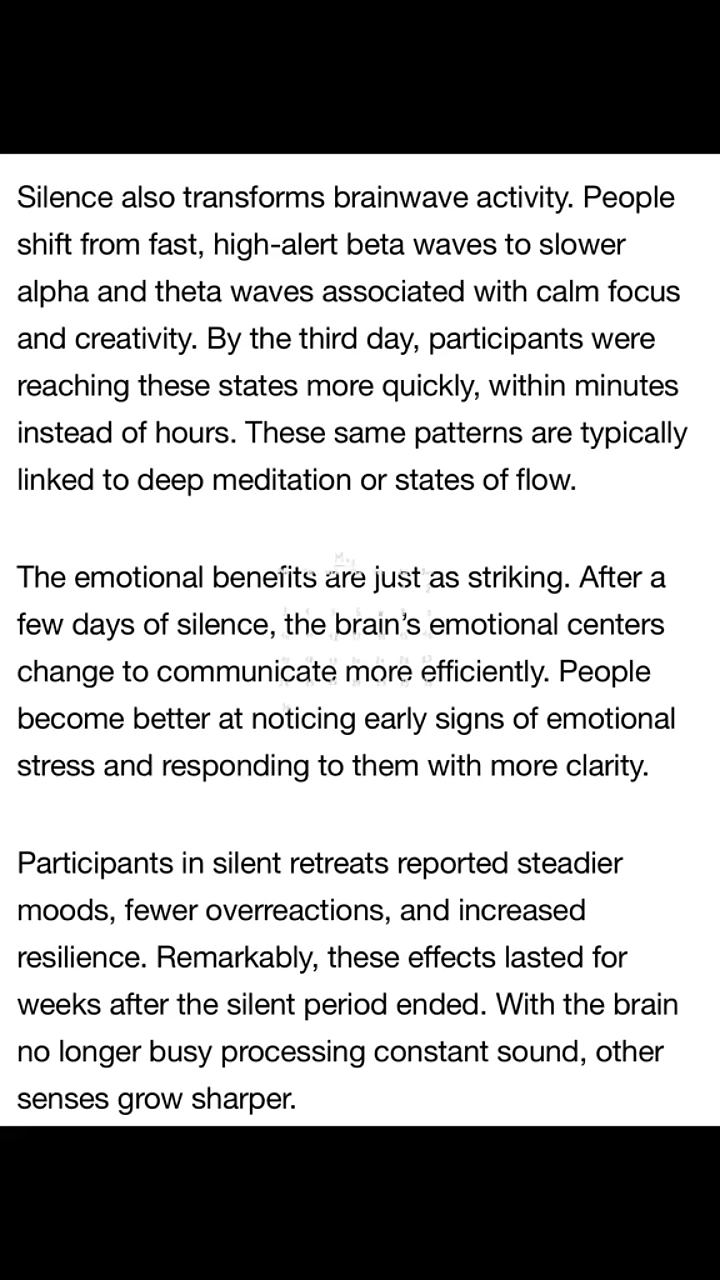 Silence also transforms brainwave activity. People
shift from fast, high-alert beta waves to slower
alpha and theta waves associated with calm focus
and creativity. By the third day, participants were
reaching these states more quickly, within minutes
instead of hours. These same patterns are typically
linked to deep meditation or states of flow.
The emotional benefits are just as striking. After a
few days of silence, the brain’s emotional centers
change to communicate more efficiently. People
become better at noticing early signs of emotional
stress and responding to them with more clarity.
Participants in silent retreats reported steadier
moods, fewer overreactions, and increased
resilience. Remarkably, these effects lasted for
weeks after the silent period ended. With the brain
no longer busy processing constant sound, other
senses grow sharper.